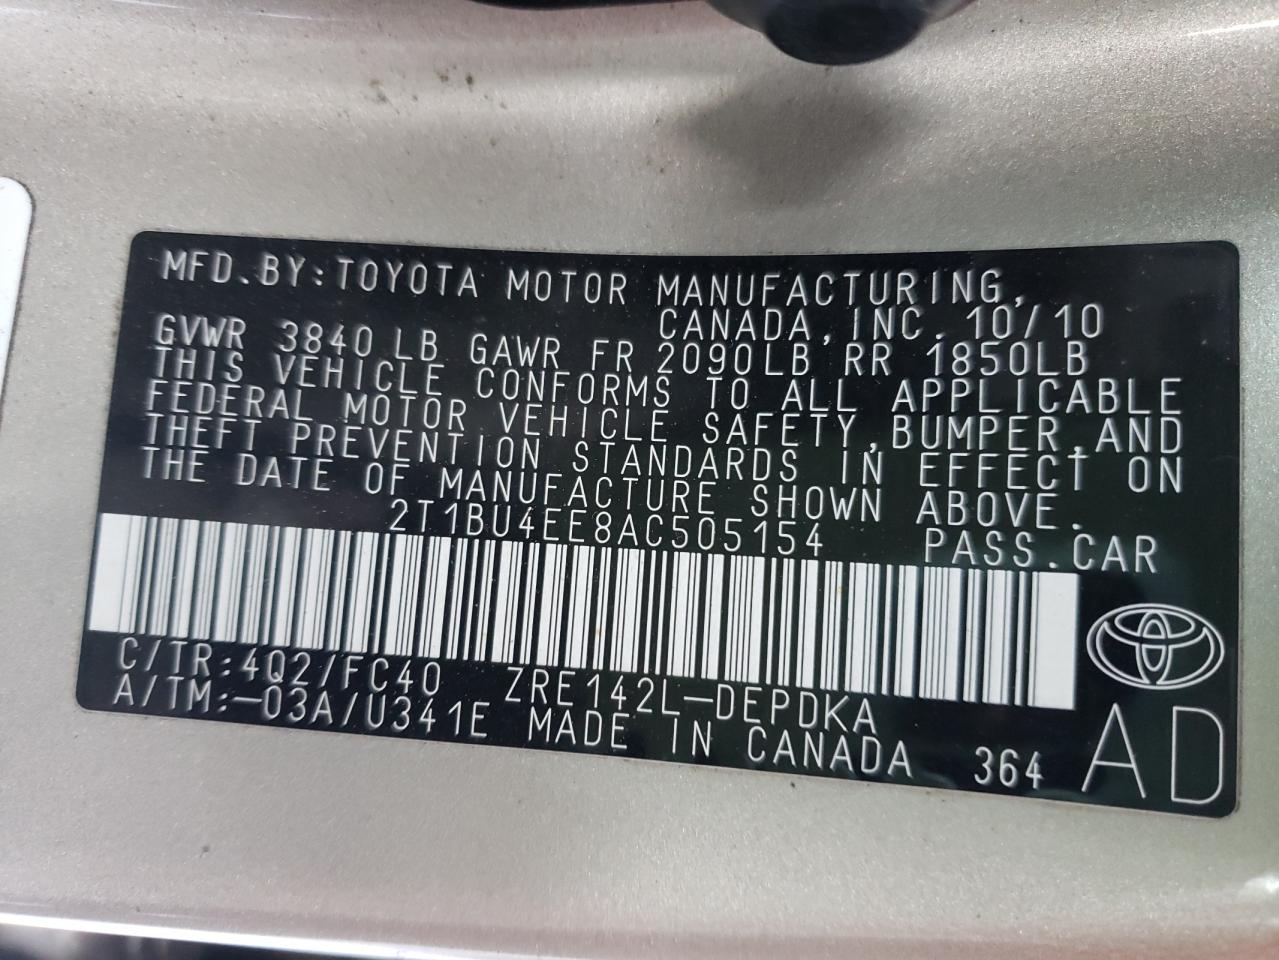 MFD.BY:TOYOTA MOTOR MANUFACTURING,
CANADA,INC.10/10
GVWR 3840 LB GAWR FR 2090LB RR 1850LB
THIS VEHICLE CONFORMS TO ALL APPLICABLE
FEDERAL MOTOR VEHICLE SAFETY,BUMPER,AND
THEFT PREVENTION STANDARDS IN EFFECT ON
THE DATE OF MANUFACTURE SHOWN ABOVE.
2T1BU4EE8AC505154 PASS.CAR
C/TR:4Q2/FC40 ZRE142L-DEPDKA
A/TM:-03A/U341E MADE IN CANADA 364 AD